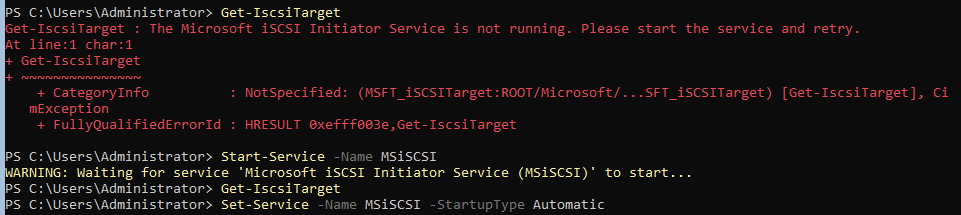 PS C:\Users\Administrator> Get-IscsiTarget
Get-IscsiTarget : The Microsoft iSCSI Initiator Service is not running. Please start the service and retry.
At line:1 char:1
+ Get-IscsiTarget
+ ~~~~~~~~~~~~~~~
    + CategoryInfo          : NotSpecified: (MSFT_iSCSITarget:ROOT/Microsoft/...SFT_iSCSITarget) [Get-IscsiTarget], Ci
   mException
    + FullyQualifiedErrorId : HRESULT 0xefff003e,Get-IscsiTarget

PS C:\Users\Administrator> Start-Service -Name MSiSCSI
WARNING: Waiting for service 'Microsoft iSCSI Initiator Service (MSiSCSI)' to start...
PS C:\Users\Administrator> Get-IscsiTarget
PS C:\Users\Administrator> Set-Service -Name MSiSCSI -StartupType Automatic